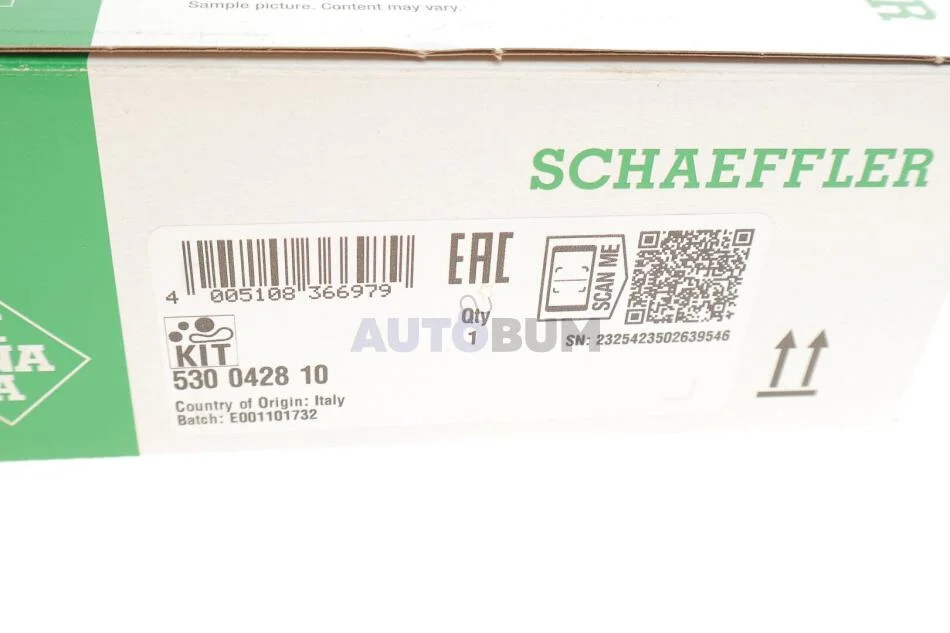 Sample picture. Content may vary.
SCHAEFFLER
EAC
SCAN ME
4 005108 366979
Qty
1
SN: 2325423502639546
AUTOBUM
KIT
530 0428 10
Country of Origin: Italy
Batch: E001101732